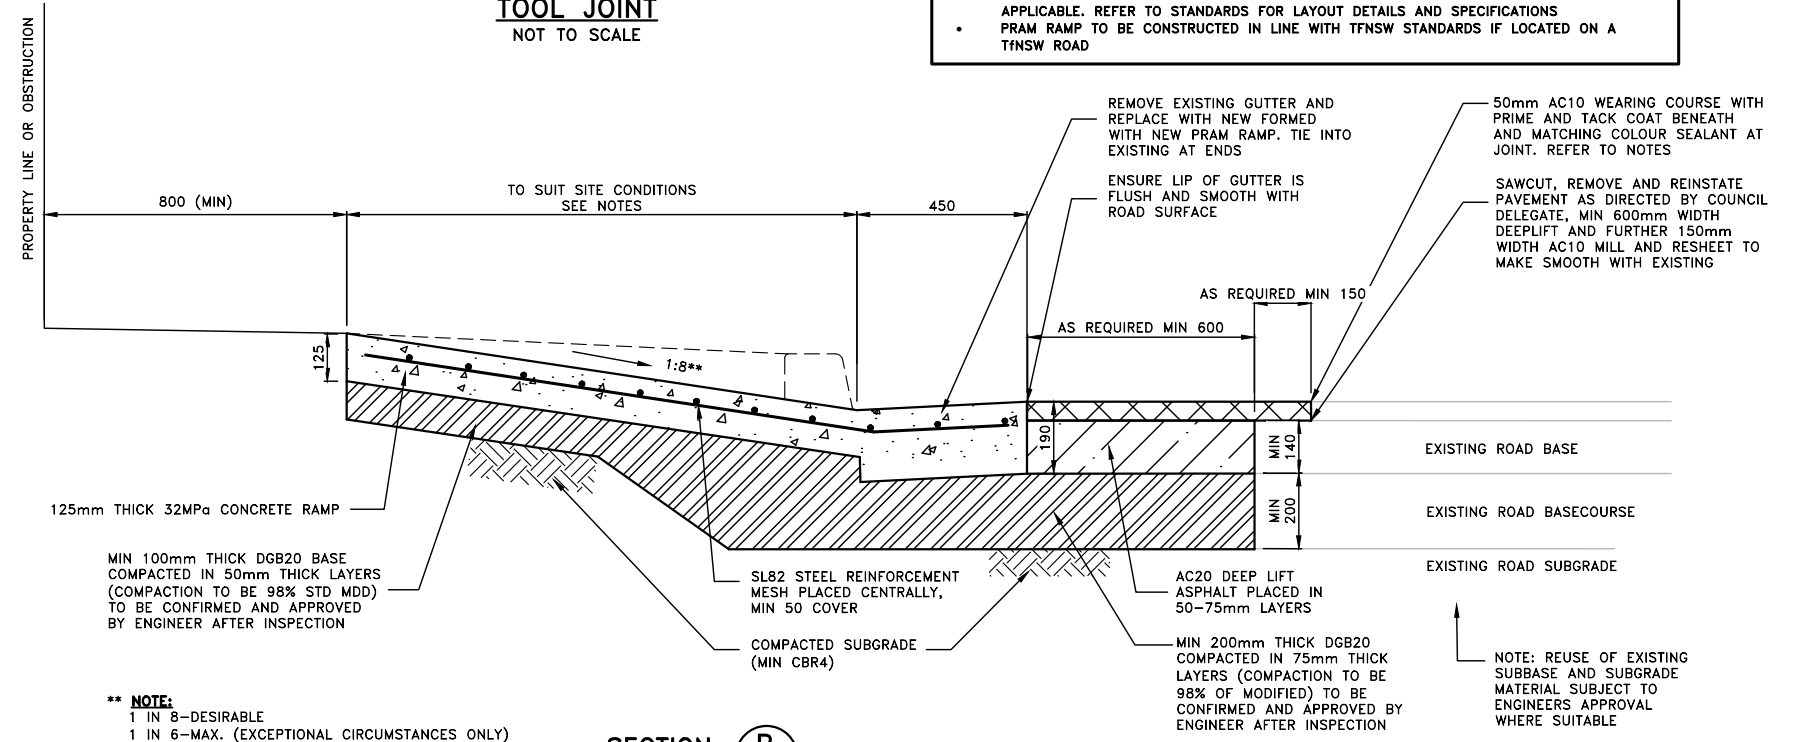 TOOL JOINT
NOT TO SCALE
APPLICABLE. REFER TO STANDARDS FOR LAYOUT DETAILS AND SPECIFICATIONS
• PRAM RAMP TO BE CONSTRUCTED IN LINE WITH TFNSW STANDARDS IF LOCATED ON A
TfNSW ROAD
PROPERTY LINE OR OBSTRUCTION
800 (MIN)
TO SUIT SITE CONDITIONS
SEE NOTES
450
REMOVE EXISTING GUTTER AND
REPLACE WITH NEW FORMED
WITH NEW PRAM RAMP. TIE INTO
EXISTING AT ENDS
ENSURE LIP OF GUTTER IS
FLUSH AND SMOOTH WITH
ROAD SURFACE
50mm AC10 WEARING COURSE WITH
PRIME AND TACK COAT BENEATH
AND MATCHING COLOUR SEALANT AT
JOINT. REFER TO NOTES
SAWCUT, REMOVE AND REINSTATE
PAVEMENT AS DIRECTED BY COUNCIL
DELEGATE, MIN 600mm WIDTH
DEEPLIFT AND FURTHER 150mm
WIDTH AC10 MILL AND RESHEET TO
MAKE SMOOTH WITH EXISTING
AS REQUIRED MIN 150
AS REQUIRED MIN 600
125
1:8**
190
MIN
140
MIN
200
EXISTING ROAD BASE
EXISTING ROAD BASECOURSE
EXISTING ROAD SUBGRADE
125mm THICK 32MPa CONCRETE RAMP
MIN 100mm THICK DGB20 BASE
COMPACTED IN 50mm THICK LAYERS
(COMPACTION TO BE 98% STD MDD)
TO BE CONFIRMED AND APPROVED
BY ENGINEER AFTER INSPECTION
SL82 STEEL REINFORCEMENT
MESH PLACED CENTRALLY,
MIN 50 COVER
COMPACTED SUBGRADE
(MIN CBR4)
AC20 DEEP LIFT
ASPHALT PLACED IN
50-75mm LAYERS
MIN 200mm THICK DGB20
COMPACTED IN 75mm THICK
LAYERS (COMPACTION TO BE
98% OF MODIFIED) TO BE
CONFIRMED AND APPROVED BY
ENGINEER AFTER INSPECTION
NOTE: REUSE OF EXISTING
SUBBASE AND SUBGRADE
MATERIAL SUBJECT TO
ENGINEERS APPROVAL
WHERE SUITABLE
** NOTE:
1 IN 8-DESIRABLE
1 IN 6-MAX. (EXCEPTIONAL CIRCUMSTANCES ONLY)
SECTION